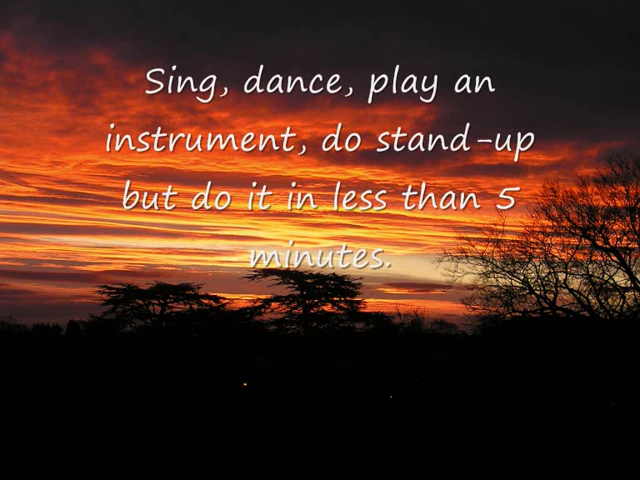 Sing, dance, play an
instrument, do stand-up
but do it in less than 5
minutes.